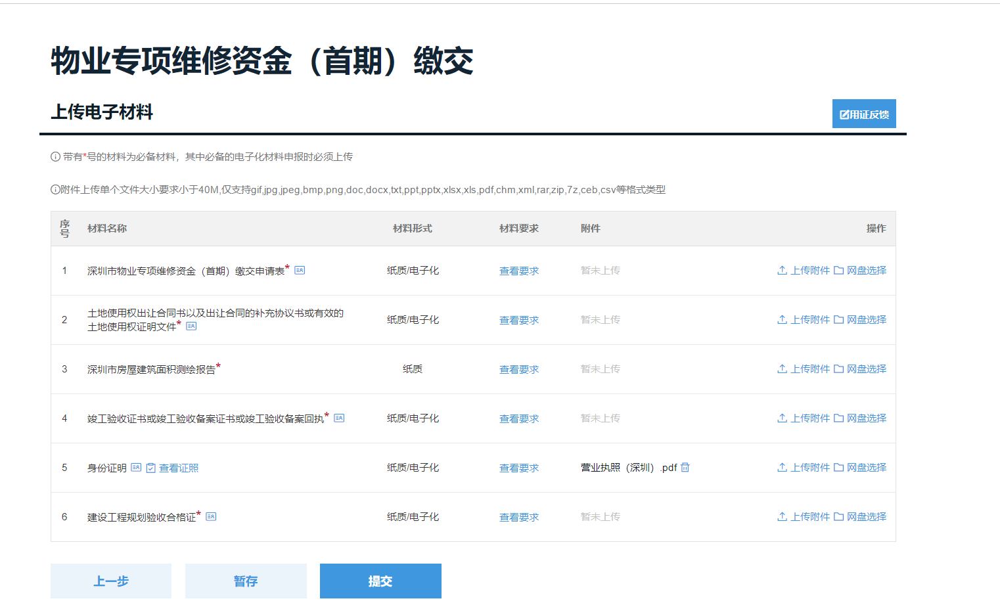 物业专项维修资金（首期）缴交
上传电子材料
用证反馈
带有*号的材料为必备材料，其中必备的电子化材料申报时必须上传
附件上传单个文件大小要求小于40M,仅支持gif,jpg,jpeg,bmp,png,doc,docx,txt,ppt,pptx,xlsx,xls,pdf,chm,xml,rar,zip,7z,ceb,csv等格式类型
序号 材料名称 材料形式 材料要求 附件 操作
1 深圳市物业专项维修资金（首期）缴交申请表* 纸质/电子化 查看要求 暂未上传 上传附件 网盘选择
2 土地使用权出让合同书以及出让合同的补充协议书或有效的
土地使用权证明文件* 纸质/电子化 查看要求 暂未上传 上传附件 网盘选择
3 深圳市房屋建筑面积测绘报告* 纸质 查看要求 暂未上传 上传附件 网盘选择
4 竣工验收证书或竣工验收备案证书或竣工验收备案回执* 纸质/电子化 查看要求 暂未上传 上传附件 网盘选择
5 身份证明 查看证照 纸质/电子化 查看要求 营业执照（深圳）.pdf 上传附件 网盘选择
6 建设工程规划验收合格证* 纸质/电子化 查看要求 暂未上传 上传附件 网盘选择
上一步 暂存 提交